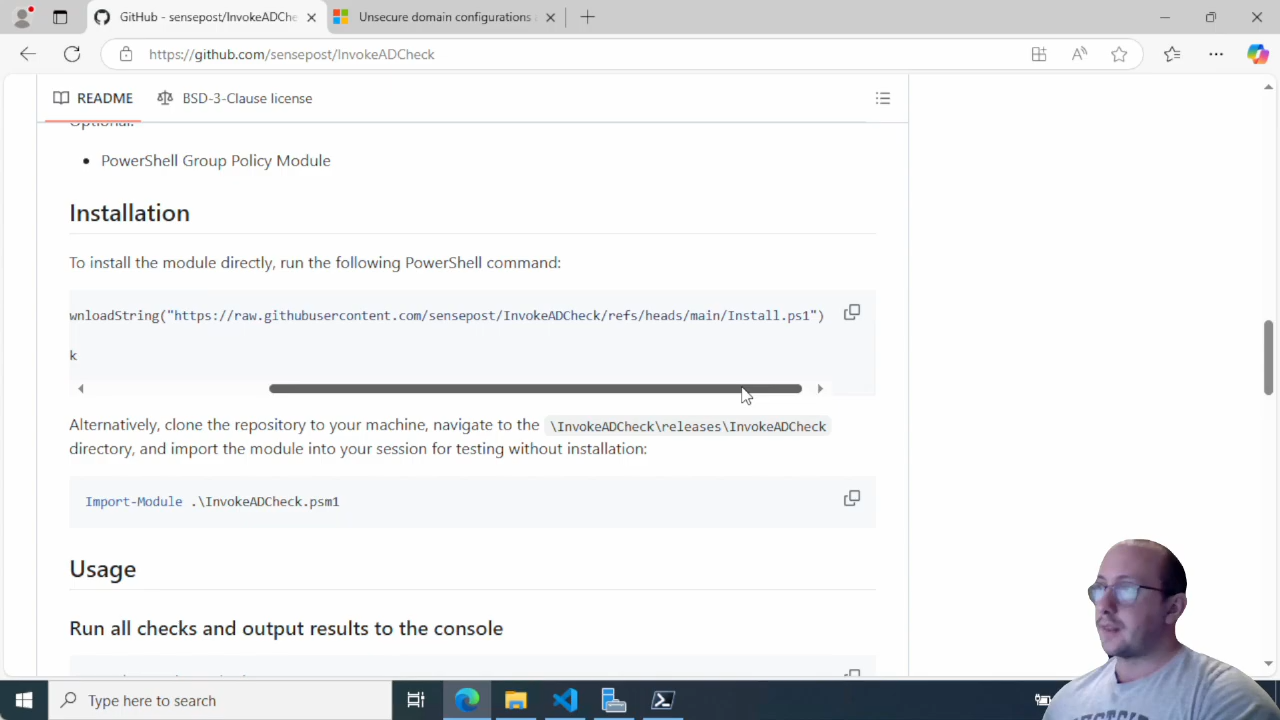 GitHub - sensepost/InvokeADChe
Unsecure domain configurations
https://github.com/sensepost/InvokeADCheck
README
BSD-3-Clause license
Optional:
PowerShell Group Policy Module
Installation
To install the module directly, run the following PowerShell command:
wnloadString("https://raw.githubusercontent.com/sensepost/InvokeADCheck/refs/heads/main/Install.ps1")
k
Alternatively, clone the repository to your machine, navigate to the \InvokeADCheck\releases\InvokeADCheck
directory, and import the module into your session for testing without installation:
Import-Module .\InvokeADCheck.psm1
Usage
Run all checks and output results to the console
Type here to search